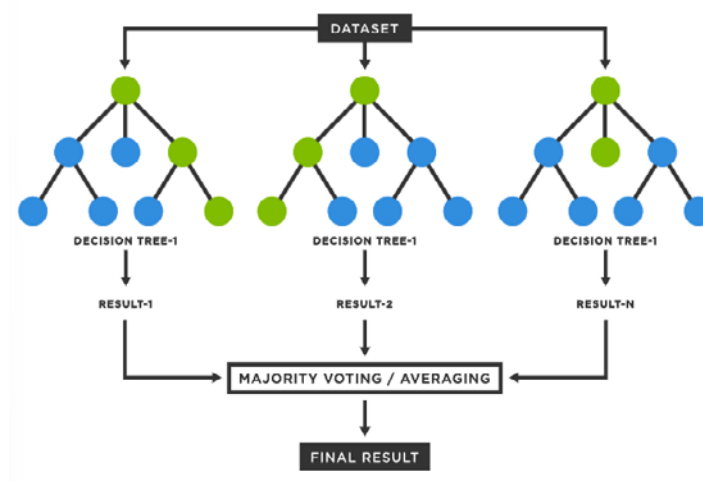 DATASET
DECISION TREE-1 DECISION TREE-1 DECISION TREE-1
RESULT-1 RESULT-2 RESULT-N
MAJORITY VOTING / AVERAGING
FINAL RESULT